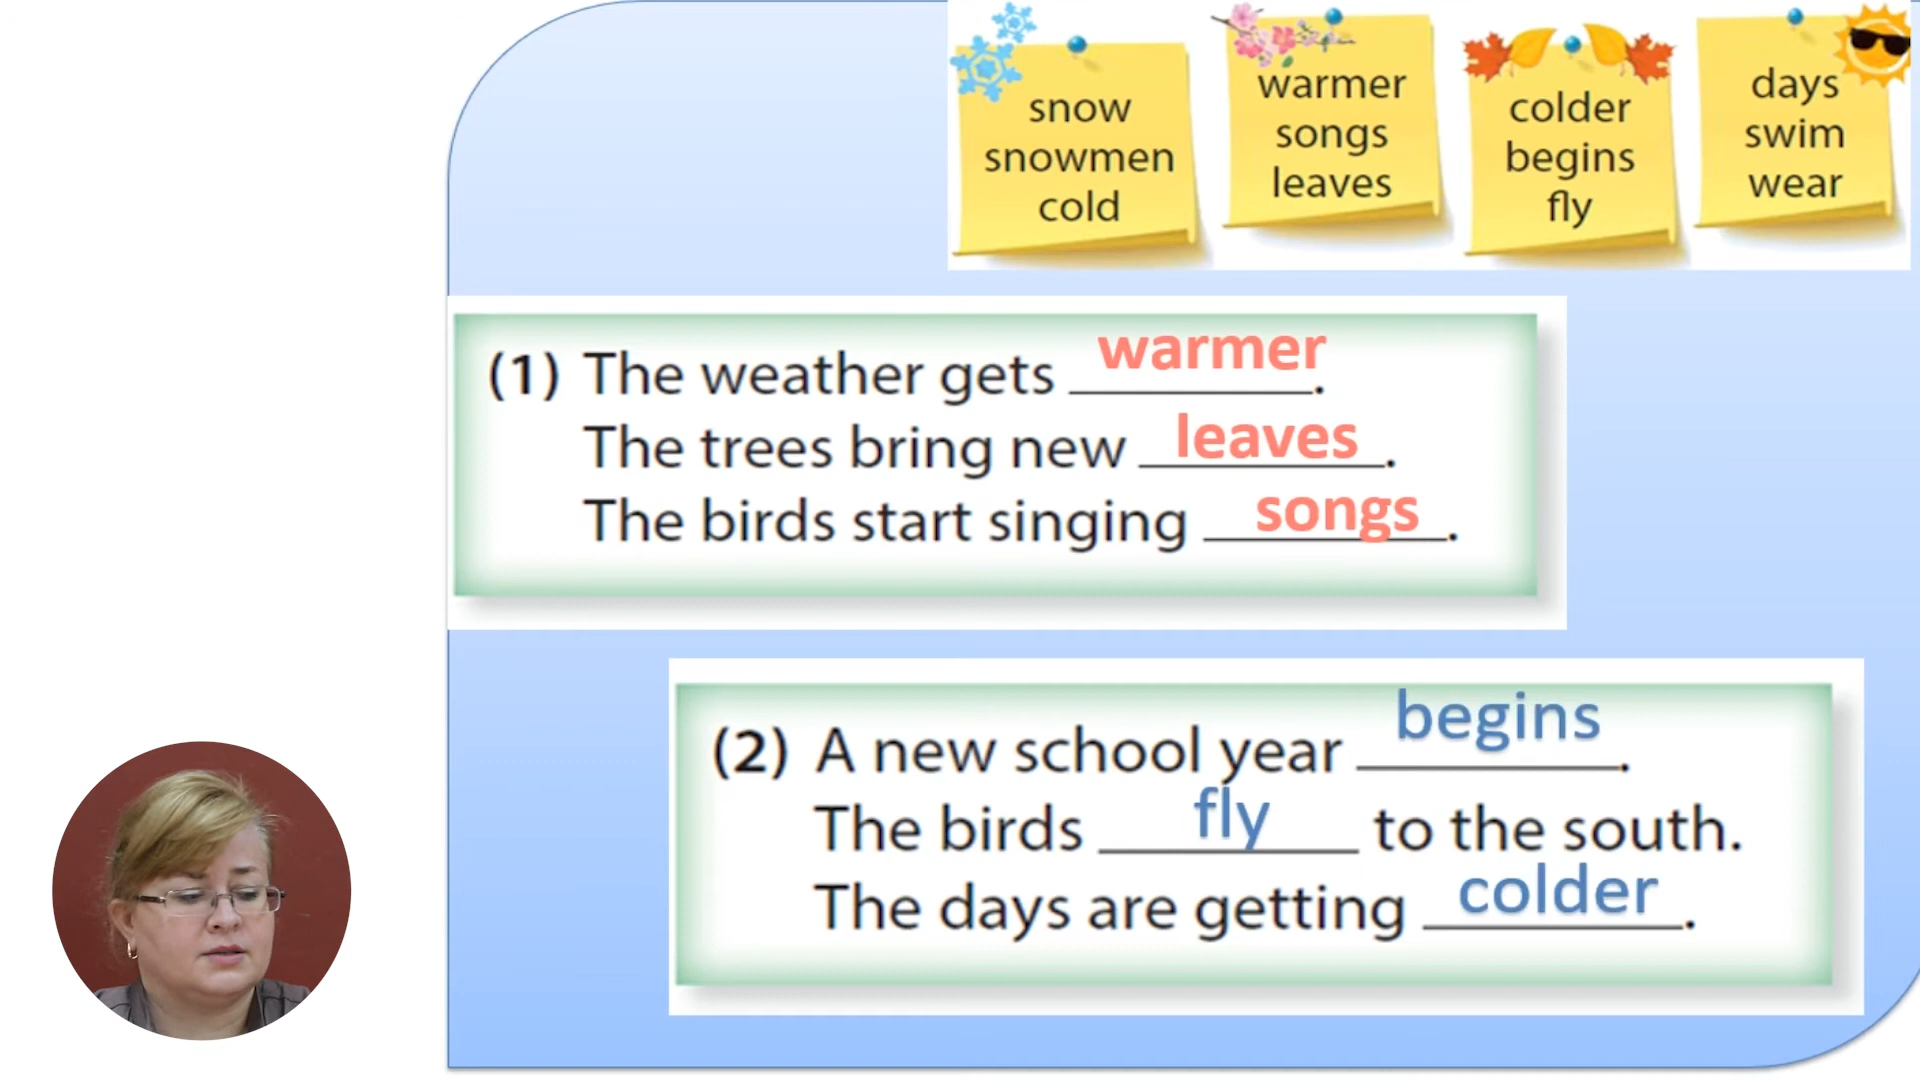 snow
snowmen
cold
warmer
songs
leaves
colder
begins
fly
days
swim
wear
(1) The weather gets warmer.
The trees bring new leaves.
The birds start singing songs.
(2) A new school year begins.
The birds fly to the south.
The days are getting colder.